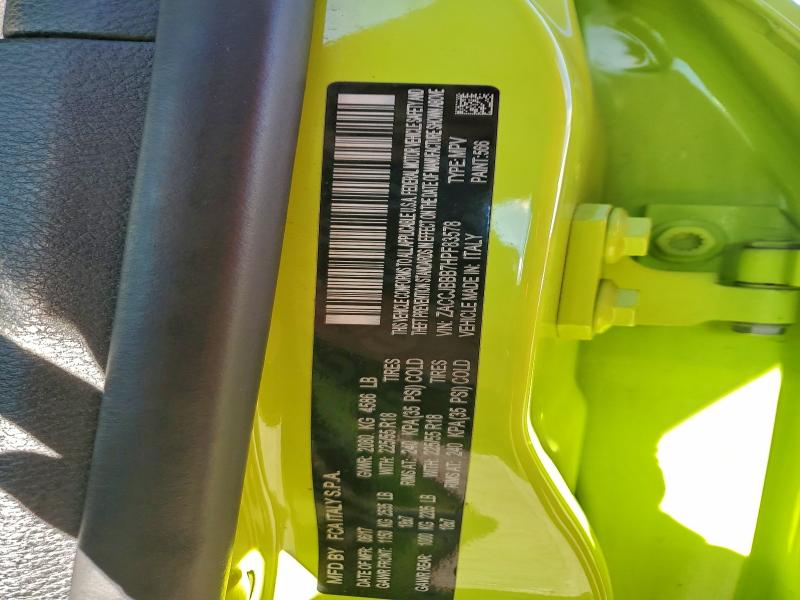 MFD BY FCA ITALY S.P.A.
DATE OF MFR: 06/17 GVWR: 2080 KG 4586 LB
GAWR FRONT: 1150 KG 2535 LB WITH: 225/55 R18 TIRES
18x7 RIMS AT: 240 KPA(35 PSI) COLD
GAWR REAR: 1000 KG 2205 LB WITH: 225/55 R18 TIRES
18x7 RIMS AT: 240 KPA(35 PSI) COLD
THIS VEHICLE CONFORMS TO ALL APPLICABLE U.S.A. FEDERAL MOTOR VEHICLE SAFETY AND
THEFT PREVENTION STANDARDS IN EFFECT ON THE DATE OF MANUFACTURE SHOWN ABOVE
VIN: ZACCJBBB7HPF83578 TYPE:MPV
VEHICLE MADE IN: ITALY PAINT:566